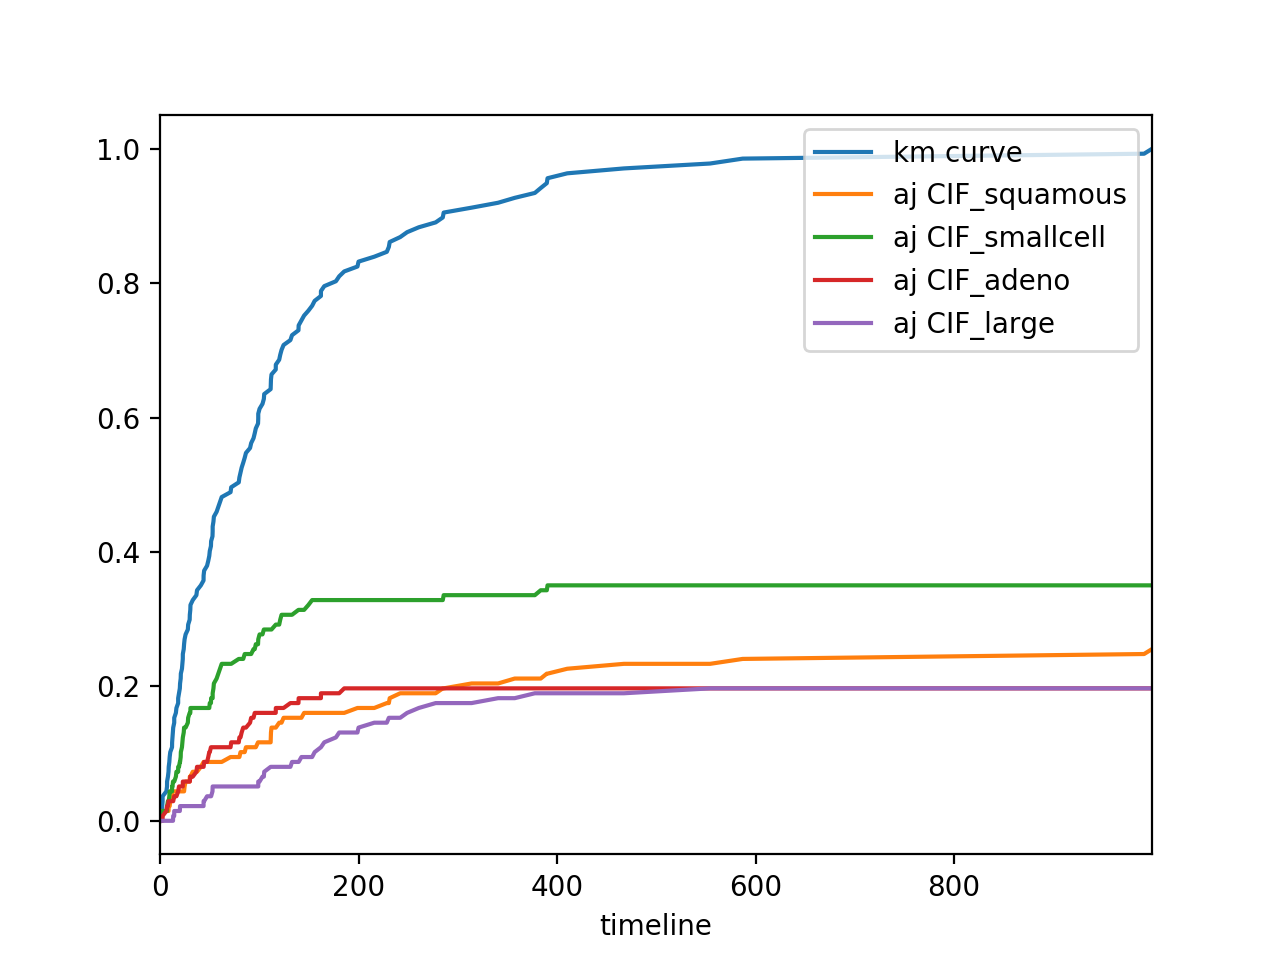 1.0
0.8
0.6
0.4
0.2
0.0
0
200
400
600
800
timeline
km curve
aj CIF_squamous
aj CIF_smallcell
aj CIF_adeno
aj CIF_large